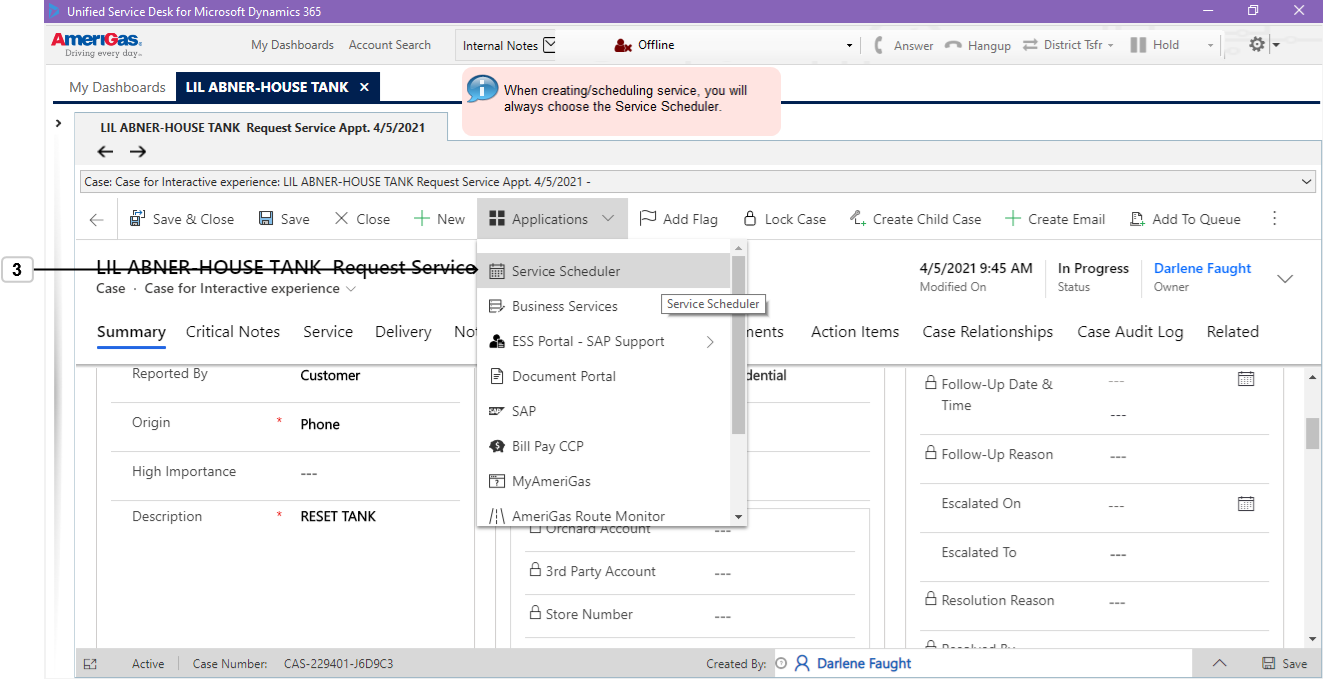 Unified Service Desk for Microsoft Dynamics 365
AmeriGas
Driving every day
My Dashboards Account Search Internal Notes Offline Answer Hangup District Tsfr Hold
My Dashboards LIL ABNER-HOUSE TANK ×
When creating/scheduling service, you will
always choose the Service Scheduler.
LIL ABNER-HOUSE TANK Request Service Appt. 4/5/2021
Case: Case for Interactive experience: LIL ABNER-HOUSE TANK Request Service Appt. 4/5/2021 -
Save & Close Save Close New Applications Add Flag Lock Case Create Child Case Create Email Add To Queue
3
LIL ABNER-HOUSE TANK Request Service
Case · Case for Interactive experience
4/5/2021 9:45 AM
Modified On
In Progress
Status
Darlene Faught
Owner
Summary Critical Notes Service Delivery Not
ments Action Items Case Relationships Case Audit Log Related
Service Scheduler
Business Services
Service Scheduler
ESS Portal - SAP Support
Document Portal
SAP
Bill Pay CCP
MyAmeriGas
AmeriGas Route Monitor
Reported By Customer
Origin * Phone
High Importance ---
Description * RESET TANK
dential
Orchard Account ---
3rd Party Account ---
Store Number ---
Follow-Up Date & ---
Time ---
Follow-Up Reason ---
Escalated On ---
Escalated To ---
Resolution Reason ---
Resolved By
Active Case Number: CAS-229401-J6D9C3 Created By: Darlene Faught Save